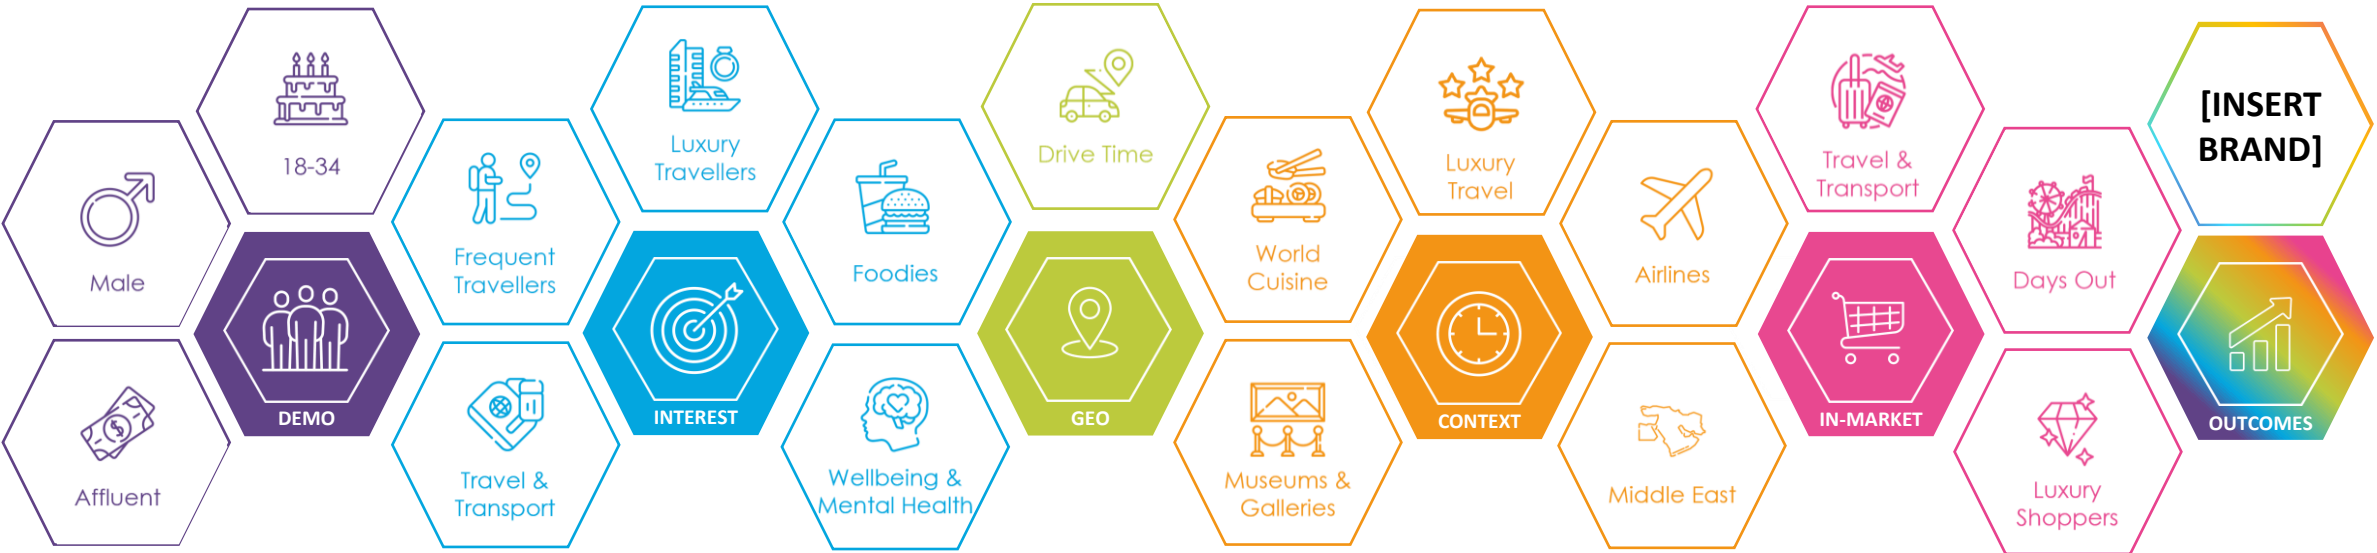 Male
Affluent
18-34
DEMO
Frequent
Travellers
Travel &
Transport
Luxury
Travellers
INTEREST
Foodies
Wellbeing &
Mental Health
Drive Time
GEO
World
Cuisine
Museums &
Galleries
Luxury
Travel
CONTEXT
Airlines
Middle East
Travel &
Transport
IN-MARKET
Days Out
Luxury
Shoppers
[INSERT
BRAND]
OUTCOMES